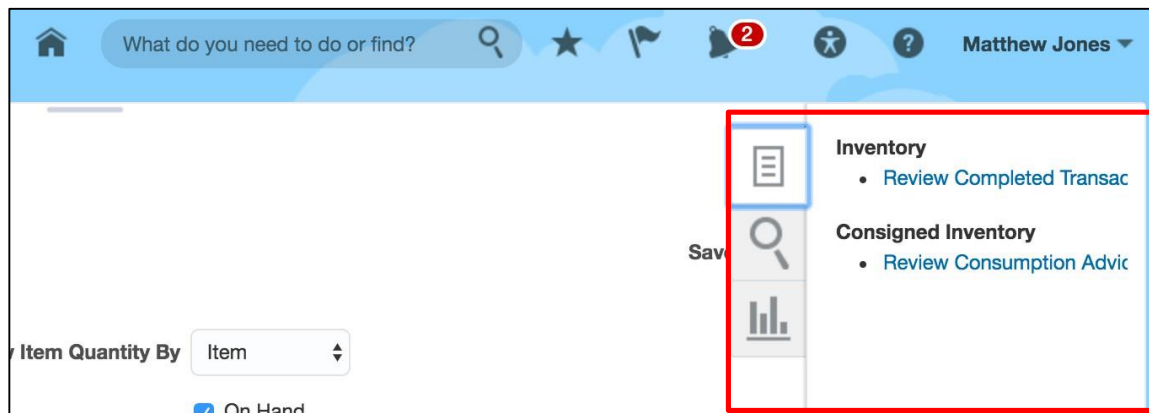 What do you need to do or find?
2
Matthew Jones
Inventory
Review Completed Transac
Consigned Inventory
Save
Review Consumption Advic
Item Quantity By
Item
On Hand